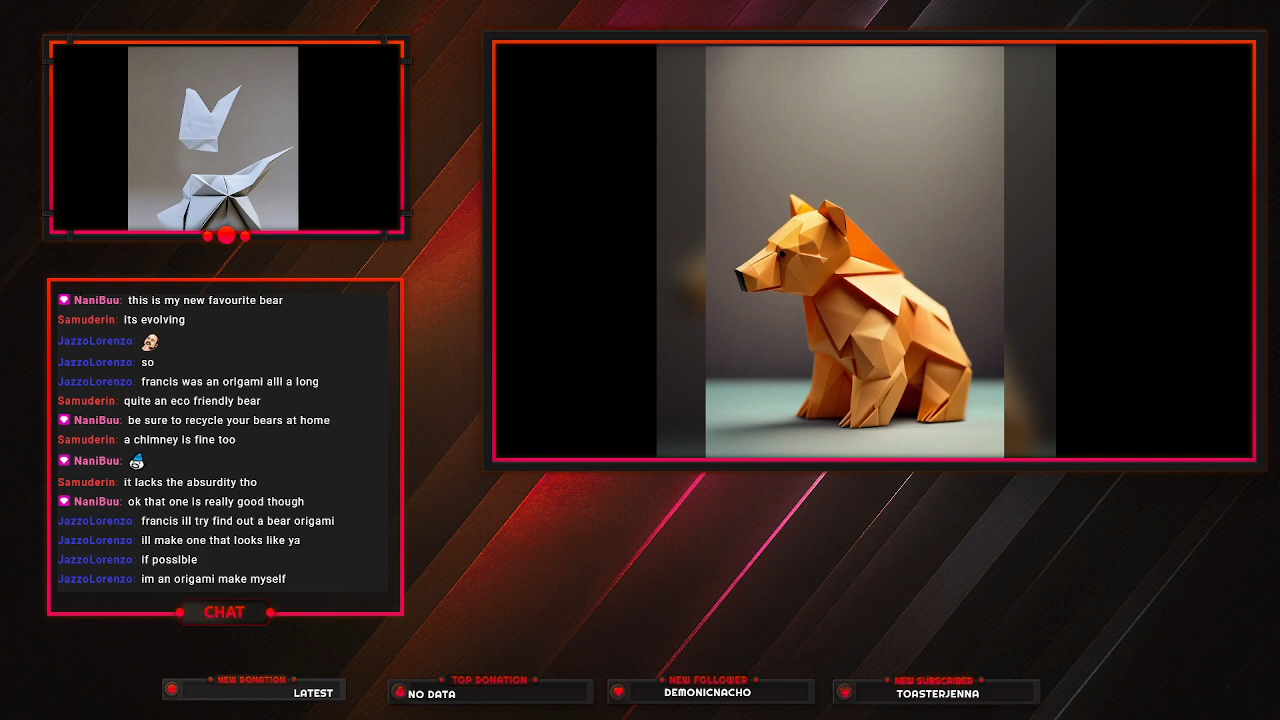 NaniBuu: this is my new favourite bear
Samuderin: its evolving
JazzoLorenzo:
JazzoLorenzo: so
JazzoLorenzo: francis was an origami alll a long
Samuderin: quite an eco friendly bear
NaniBuu: be sure to recycle your bears at home
Samuderin: a chimney is fine too
NaniBuu:
Samuderin: it lacks the absurdity tho
NaniBuu: ok that one is really good though
JazzoLorenzo: francis ill try find out a bear origami
JazzoLorenzo: ill make one that looks like ya
JazzoLorenzo: if possible
JazzoLorenzo: im an origami make myself
CHAT
NEW DONATION
LATEST
TOP DONATION
NO DATA
NEW FOLLOWER
DEMONICNACHO
NEW SUBSCRIBER
TOASTERJENNA